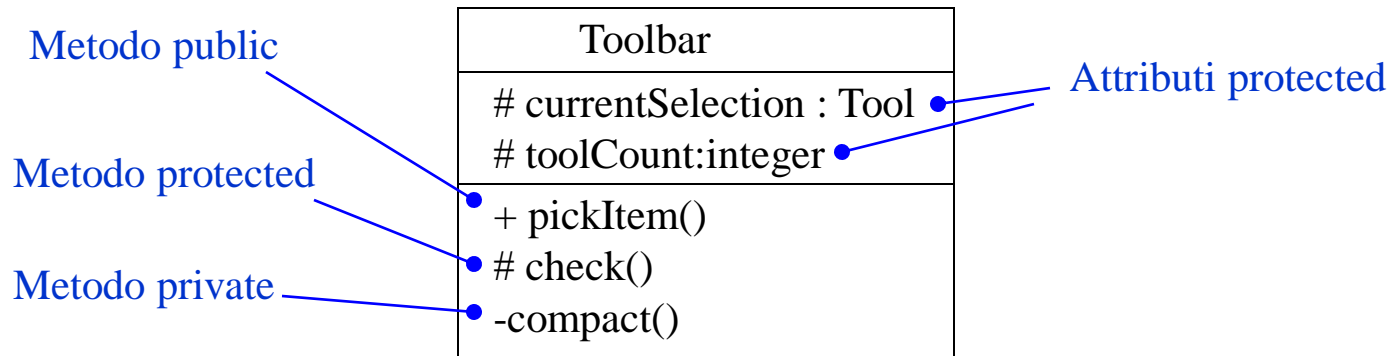 Metodo public
Metodo protected
Metodo private
Toolbar
# currentSelection : Tool
# toolCount:integer
+ pickItem()
# check()
-compact()
Attributi protected